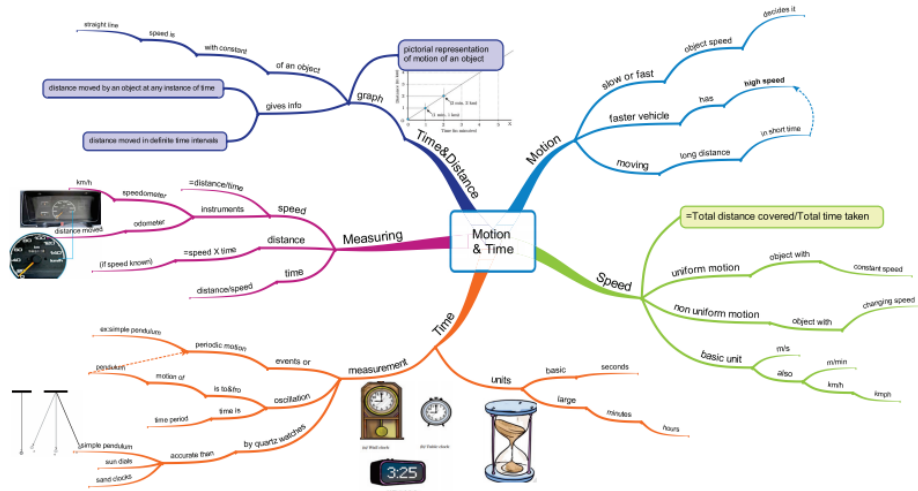 Motion
& Time
Time&Distance
graph
pictorial representation
of motion of an object
of an object
with constant
speed is
straight line
gives info
distance moved by an object at any instance of time
distance moved in definite time intervals
Time (in minutes)
Motion
slow or fast
object speed
decides it
faster vehicle
has
high speed
moving
long distance
in short time
Speed
=Total distance covered/Total time taken
uniform motion
object with
constant speed
non uniform motion
object with
changing speed
basic unit
m/s
also
m/min
km/h
kmph
Time
units
basic
seconds
large
minutes
hours
measurement
events or
periodic motion
ex:simple pendulum
oscillation
is to&fro
motion of
pendulum
time is
time period
by quartz watches
accurate than
simple pendulum
sun dials
sand clocks
(a) Wall clock
(b) Table clock
3:25
Measuring
speed
=distance/time
instruments
speedometer
km/h
odometer
distance moved
distance
=speed X time
(if speed known)
time
distance/speed